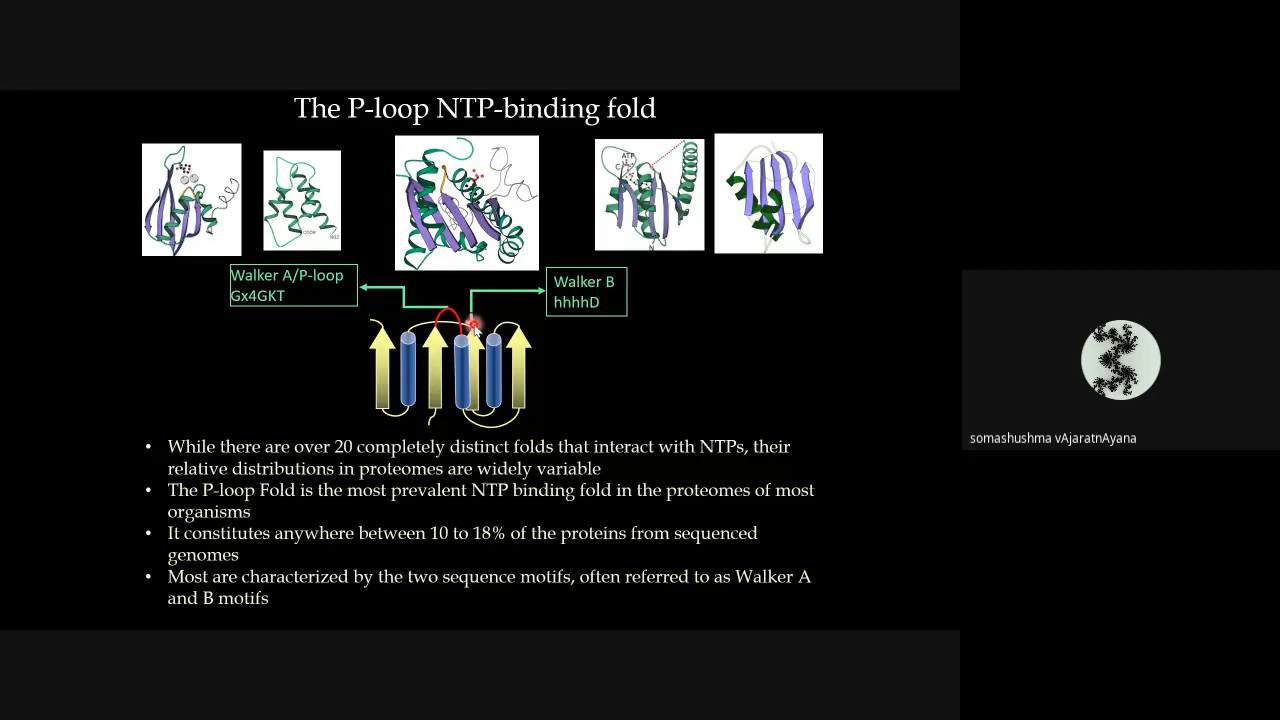 The P-loop NTP-binding fold
ATP
COOH
N
Walker A/P-loop
Gx4GKT
Walker B
hhhhD
• While there are over 20 completely distinct folds that interact with NTPs, their
relative distributions in proteomes are widely variable
• The P-loop Fold is the most prevalent NTP binding fold in the proteomes of most
organisms
• It constitutes anywhere between 10 to 18% of the proteins from sequenced
genomes
• Most are characterized by the two sequence motifs, often referred to as Walker A
and B motifs
somashushma vAjaratnAyana